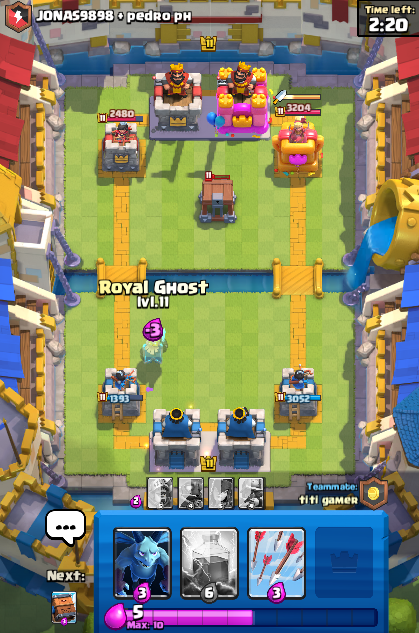 JONAS9898 + pedro ph
Time left:
2:20
2480
3204
Royal Ghost
lvl.11
-3
1393
3052
Teammate:
titi gamer
2
...
3
6
3
Next:
5
Max: 10